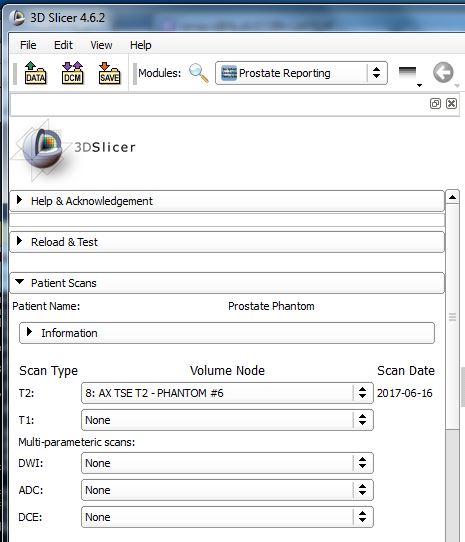 3D Slicer 4.6.2
File Edit View Help
DATA DCM SAVE Modules: Prostate Reporting
3DSlicer
Help & Acknowledgement
Reload & Test
Patient Scans
Patient Name: Prostate Phantom
Information
Scan Type Volume Node Scan Date
T2: 8: AX TSE T2 - PHANTOM #6 2017-06-16
T1: None
Multi-parameteric scans:
DWI: None
ADC: None
DCE: None